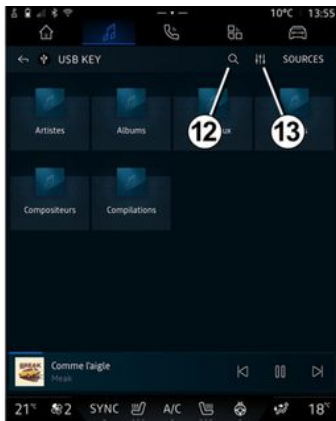 10°C 13:55
USB KEY
SOURCES
12
13
Artistes Albums
Compositeurs Compilations
MEAK
Comme l'aigle
Meak
21°C 2 SYNC A/C 18°C